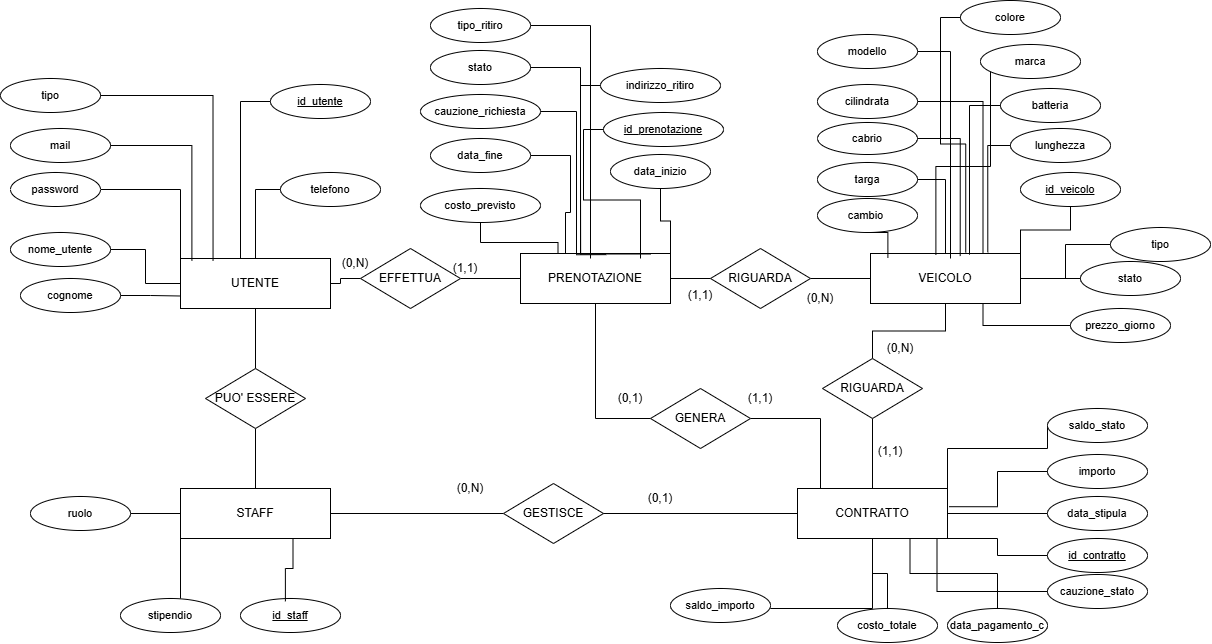 colore
tipo_ritiro
modello
marca
stato
indirizzo_ritiro
tipo
id_utente
cilindrata
batteria
cauzione_richiesta
id_prenotazione
cabrio
mail
data_fine
lunghezza
data_inizio
targa
password
telefono
id_veicolo
costo_previsto
cambio
nome_utente
tipo
(0,N)
(1,1)
UTENTE
EFFETTUA
PRENOTAZIONE
RIGUARDA
VEICOLO
stato
cognome
(1,1)
(0,N)
prezzo_giorno
(0,N)
RIGUARDA
PUO' ESSERE
(0,1)
(1,1)
GENERA
saldo_stato
(1,1)
importo
(0,N)
(0,1)
ruolo
STAFF
GESTISCE
CONTRATTO
data_stipula
id_contratto
cauzione_stato
saldo_importo
stipendio
id_staff
costo_totale
data_pagamento_c